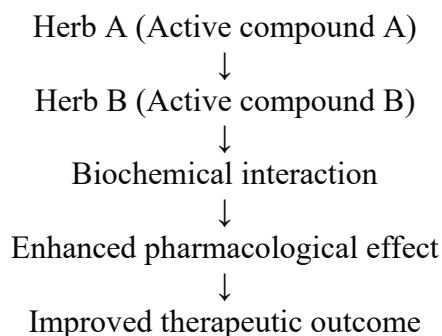 Herb A (Active compound A)
↓
Herb B (Active compound B)
↓
Biochemical interaction
↓
Enhanced pharmacological effect
↓
Improved therapeutic outcome